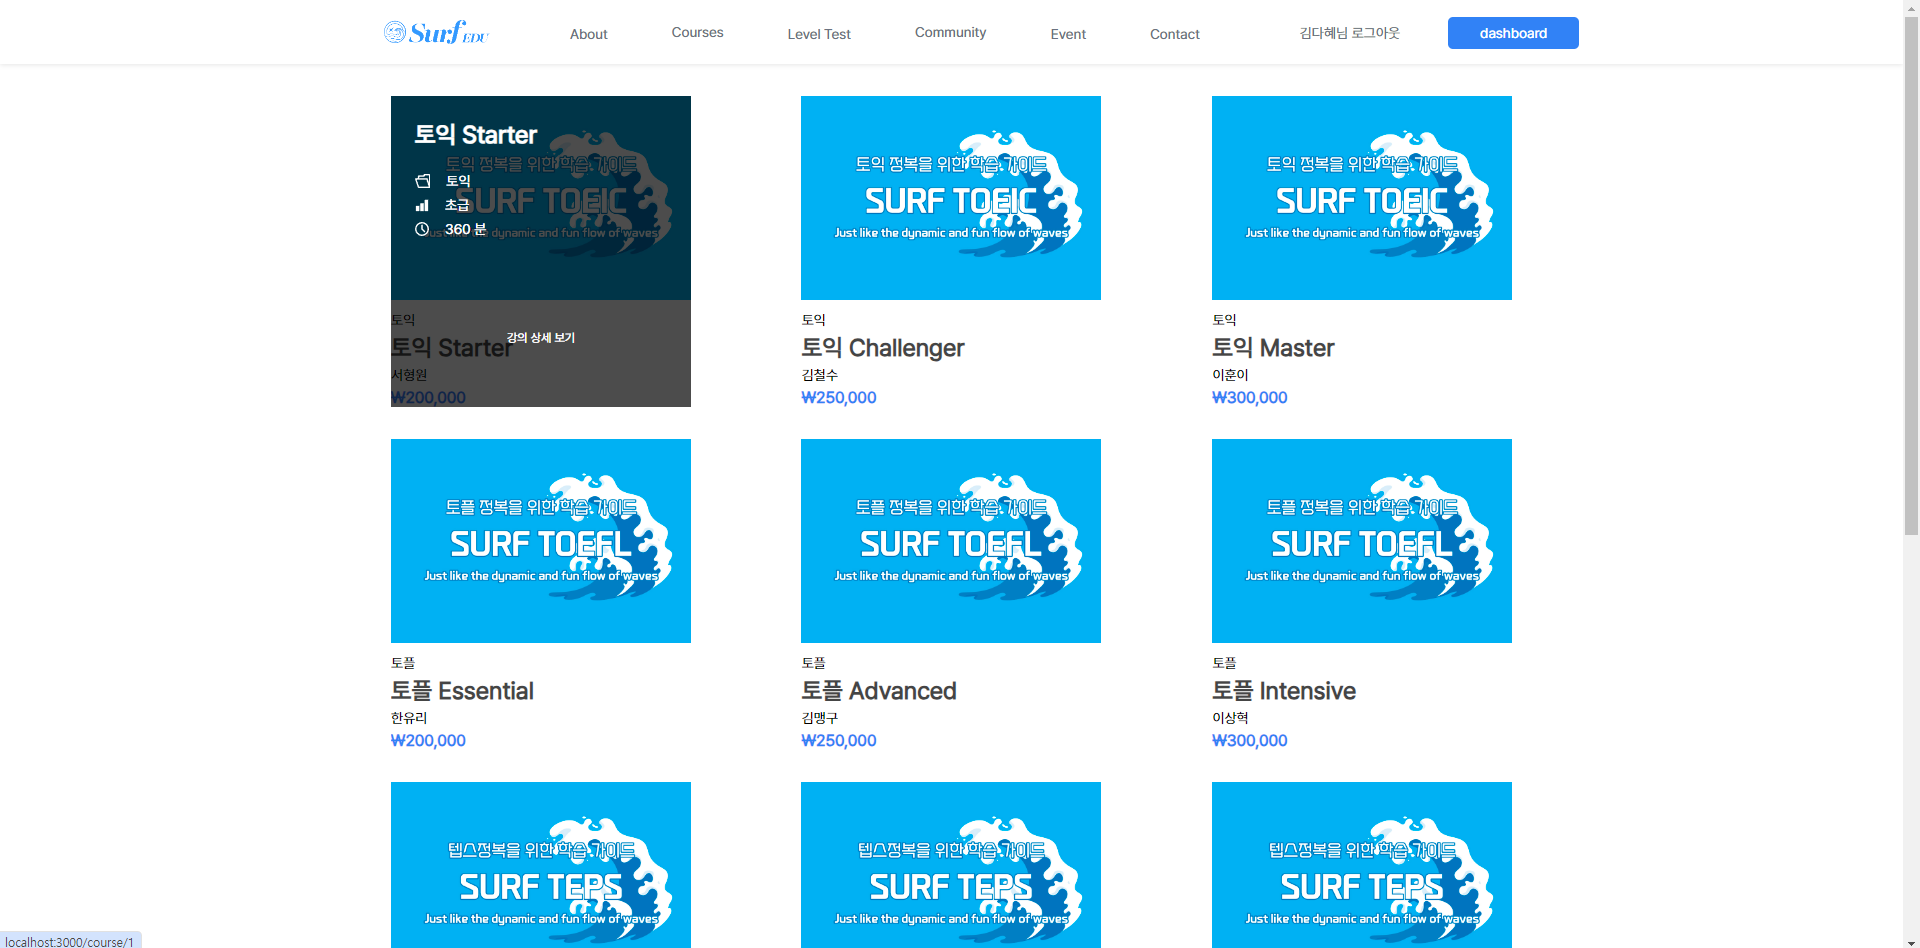 Surf EDU
About
Courses
Level Test
Community
Event
Contact
김다혜님 로그아웃
dashboard
토익 Starter
토익 정복을 위한 학습 가이드
토익
SURF TOEIC
초급
360 분
Just like the dynamic and fun flow of waves
토익
강의 상세 보기
토익 Starter
서형원
₩200,000
토익 정복을 위한 학습 가이드
SURF TOEIC
Just like the dynamic and fun flow of waves
토익
토익 Challenger
김철수
₩250,000
토익 정복을 위한 학습 가이드
SURF TOEIC
Just like the dynamic and fun flow of waves
토익
토익 Master
이훈이
₩300,000
토플 정복을 위한 학습 가이드
SURF TOEFL
Just like the dynamic and fun flow of waves
토플
토플 Essential
한유리
₩200,000
토플 정복을 위한 학습 가이드
SURF TOEFL
Just like the dynamic and fun flow of waves
토플
토플 Advanced
김맹구
₩250,000
토플 정복을 위한 학습 가이드
SURF TOEFL
Just like the dynamic and fun flow of waves
토플
토플 Intensive
이상혁
₩300,000
텝스정복을 위한 학습 가이드
SURF TEPS
Just like the dynamic and fun flow of waves
텝스정복을 위한 학습 가이드
SURF TEPS
Just like the dynamic and fun flow of waves
텝스정복을 위한 학습 가이드
SURF TEPS
Just like the dynamic and fun flow of waves
localhost:3000/course/1